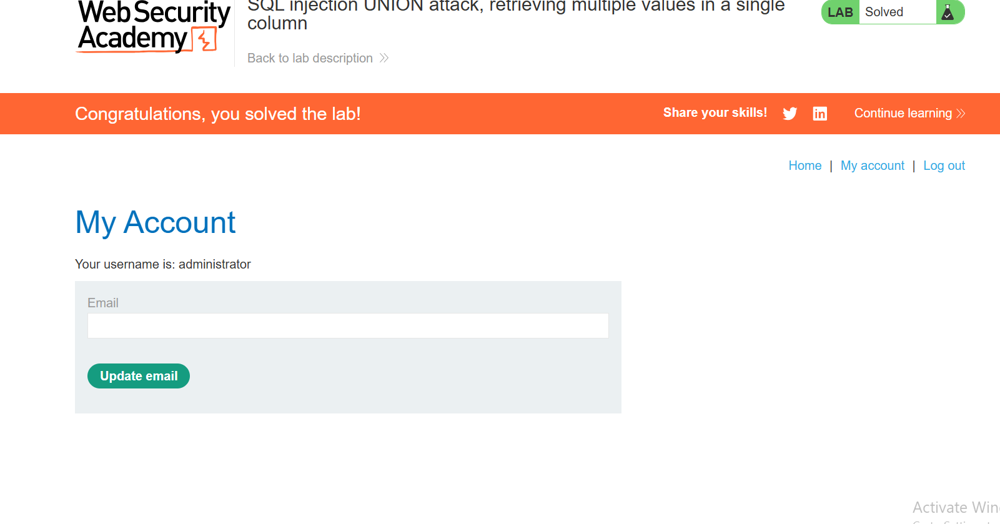 Web Security
Academy
SQL injection UNION attack, retrieving multiple values in a single
column
Back to lab description
LAB Solved
Congratulations, you solved the lab!
Share your skills!
Continue learning
Home | My account | Log out
My Account
Your username is: administrator
Email
Update email
Activate Win